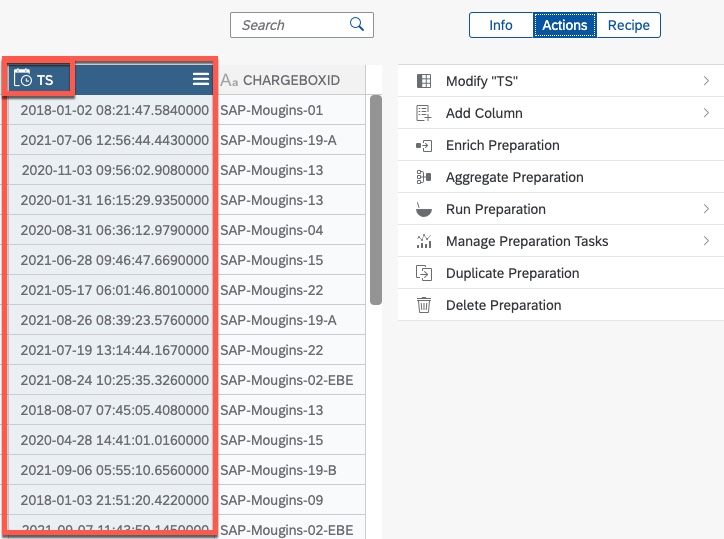 Search
Info Actions Recipe
TS
Aa CHARGEBOXID
2018-01-02 08:21:47.5840000 SAP-Mougins-01
2021-07-06 12:56:44.4430000 SAP-Mougins-19-A
2020-11-03 09:56:02.9080000 SAP-Mougins-13
2020-01-31 16:15:29.9350000 SAP-Mougins-13
2020-08-31 06:36:12.9790000 SAP-Mougins-04
2021-06-28 09:46:47.6690000 SAP-Mougins-15
2021-05-17 06:01:46.8010000 SAP-Mougins-22
2021-08-26 08:39:23.5760000 SAP-Mougins-19-A
2021-07-19 13:14:44.1670000 SAP-Mougins-22
2021-08-24 10:25:35.3260000 SAP-Mougins-02-EBE
2018-08-07 07:45:05.4080000 SAP-Mougins-13
2020-04-28 14:41:01.0160000 SAP-Mougins-15
2021-09-06 05:55:10.6560000 SAP-Mougins-19-B
2018-01-03 21:51:20.4220000 SAP-Mougins-09
2021-09-07 11:43:59.1450000 SAP-Mougins-02-EBE
Modify "TS"
Add Column
Enrich Preparation
Aggregate Preparation
Run Preparation
Manage Preparation Tasks
Duplicate Preparation
Delete Preparation